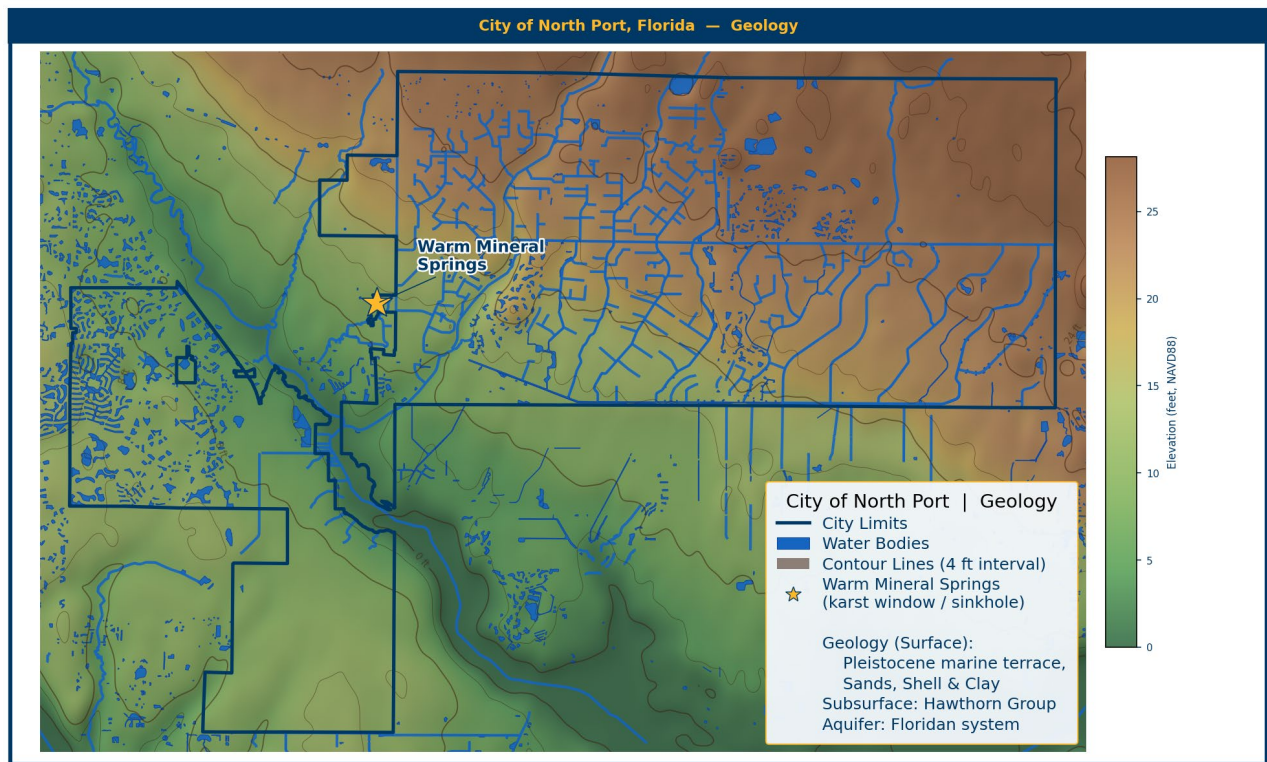 City of North Port, Florida — Geology
Warm Mineral
Springs
25
20
15
10
5
0
Elevation (feet, NAVD88)
City of North Port | Geology
City Limits
Water Bodies
Contour Lines (4 ft interval)
Warm Mineral Springs
(karst window / sinkhole)
Geology (Surface):
Pleistocene marine terrace,
Sands, Shell & Clay
Subsurface: Hawthorn Group
Aquifer: Floridan system